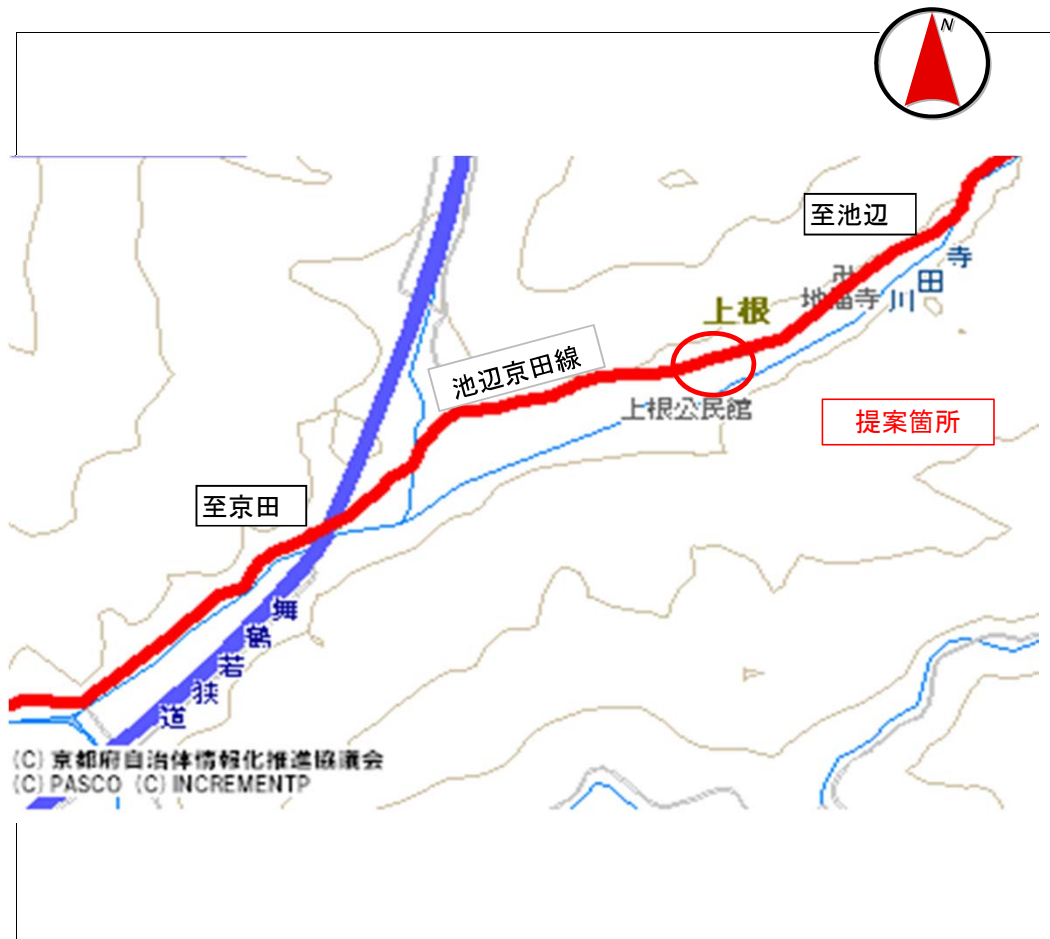 N
至池辺
寺
田
川
卍
地福寺
上根
池辺京田線
上根公民館
提案箇所
至京田
舞
鶴
若
狭
道
(C) 京都府自治体情報化推進協議会
(C) PASCO (C) INCREMENTP